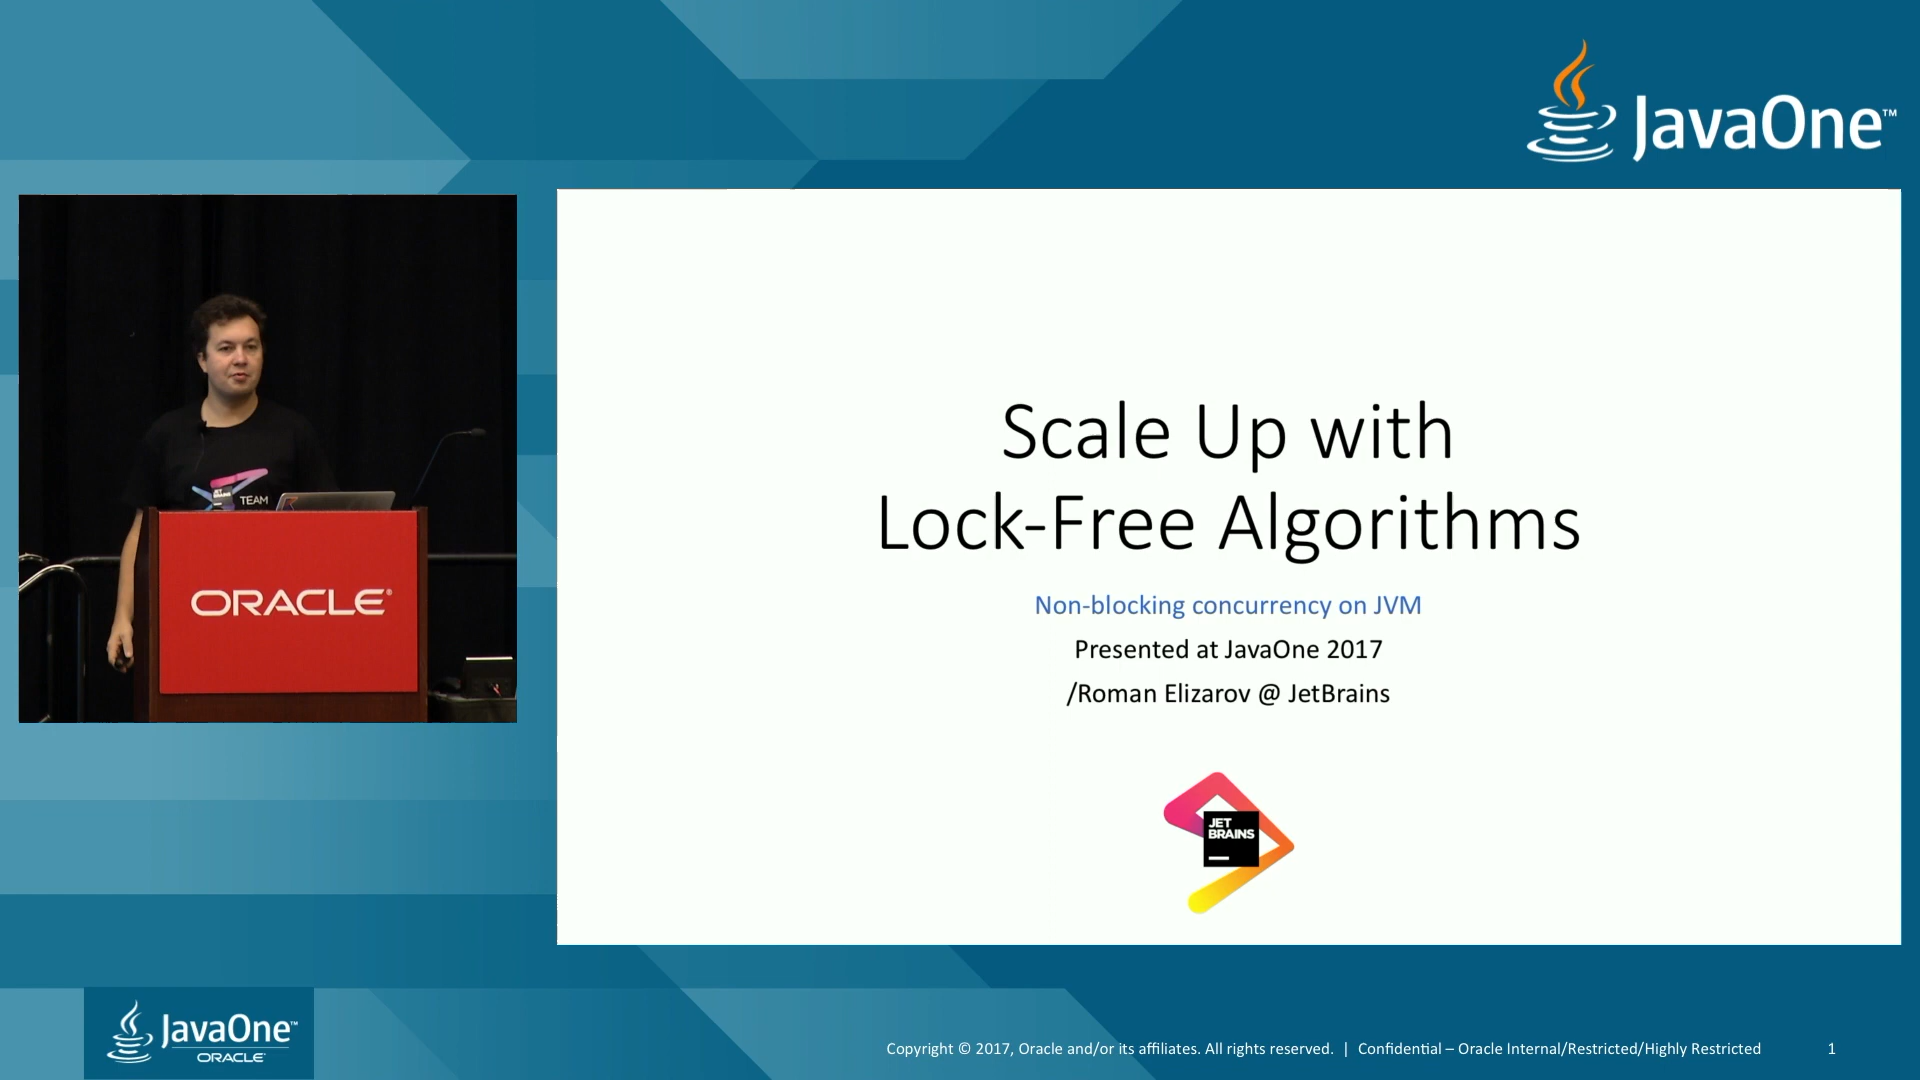 JavaOne™
JET
BRAINS
TEAM
ORACLE®
Scale Up with
Lock-Free Algorithms
Non-blocking concurrency on JVM
Presented at JavaOne 2017
/Roman Elizarov @ JetBrains
JET
BRAINS
JavaOne™
ORACLE®
Copyright © 2017, Oracle and/or its affiliates. All rights reserved. | Confidential – Oracle Internal/Restricted/Highly Restricted 1